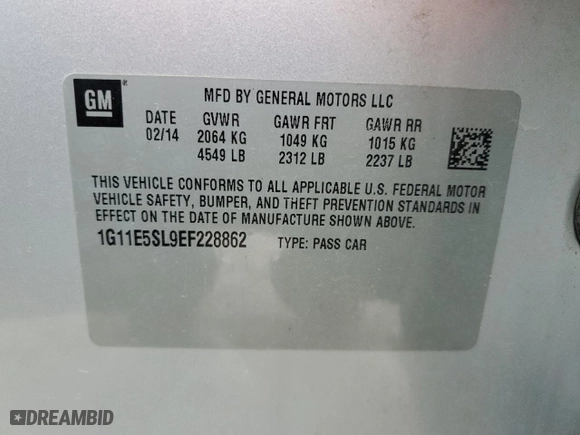 GM
MFD BY GENERAL MOTORS LLC
DATE GVWR GAWR FRT GAWR RR
02/14 2064 KG 1049 KG 1015 KG
4549 LB 2312 LB 2237 LB
THIS VEHICLE CONFORMS TO ALL APPLICABLE U.S. FEDERAL MOTOR
VEHICLE SAFETY, BUMPER, AND THEFT PREVENTION STANDARDS IN
EFFECT ON THE DATE OF MANUFACTURE SHOWN ABOVE.
1G11E5SL9EF228862 TYPE: PASS CAR
DREAMBID